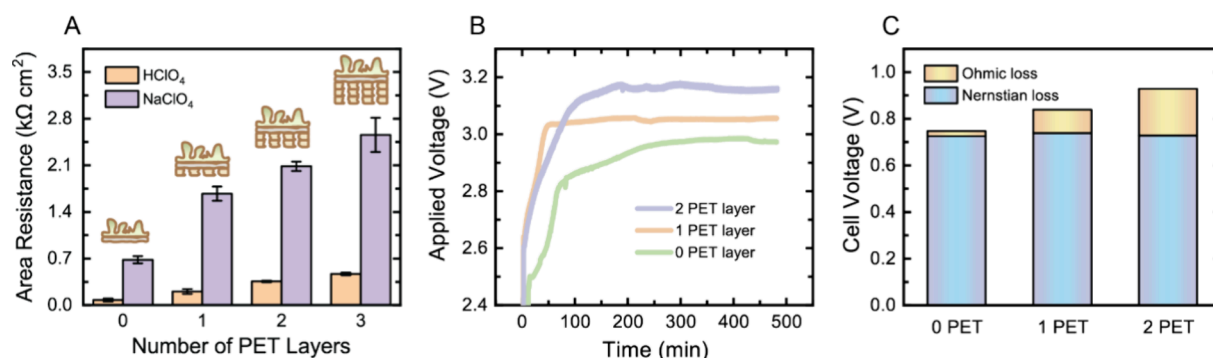 A
Area Resistance (kΩ cm²)
3.5
2.8
2.1
1.4
0.7
0.0
HClO₄
NaClO₄
0 1 2 3
Number of PET Layers
B
Applied Voltage (V)
3.2
3.0
2.8
2.6
2.4
2 PET layer
1 PET layer
0 PET layer
0 100 200 300 400 500
Time (min)
C
Cell Voltage (V)
1.0
0.8
0.6
0.4
0.2
0.0
Ohmic loss
Nernstian loss
0 PET 1 PET 2 PET